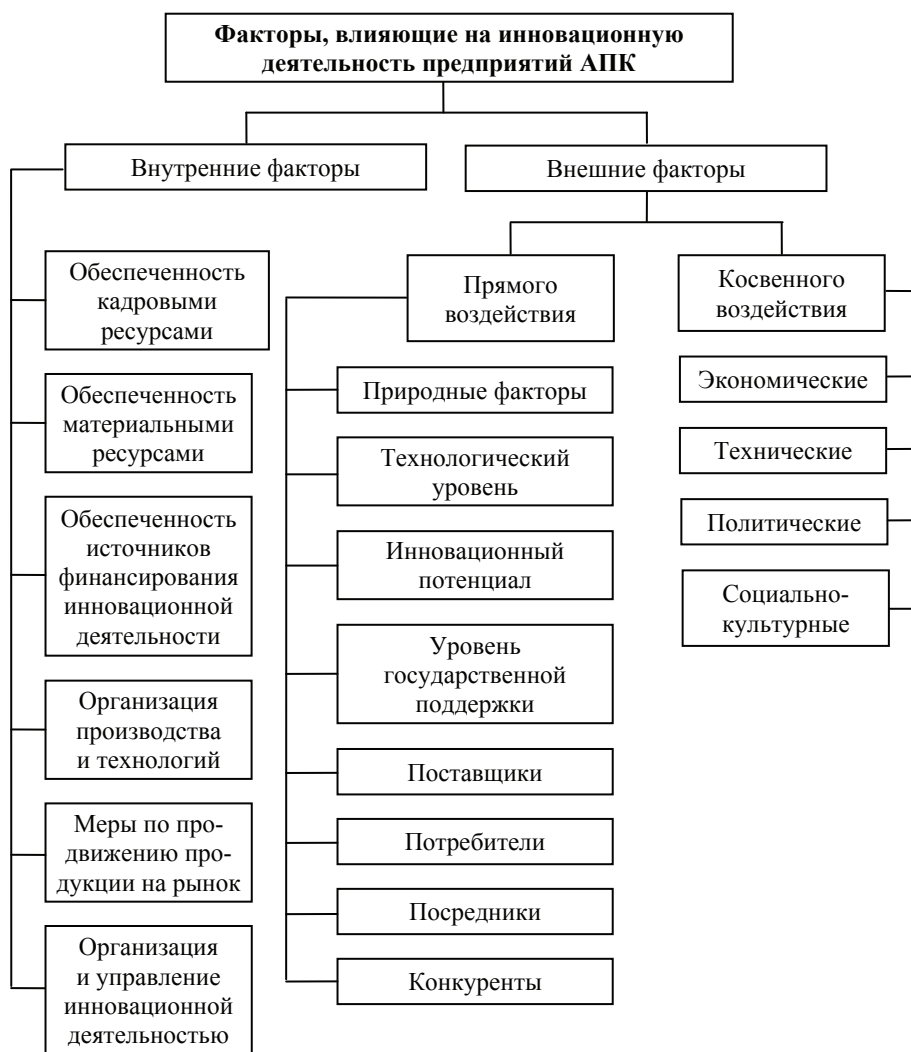 Факторы, влияющие на инновационную
деятельность предприятий АПК
Внутренние факторы
Обеспеченность
кадровыми
ресурсами
Обеспеченность
материальными
ресурсами
Обеспеченность
источников
финансирования
инновационной
деятельности
Организация
производства
и технологий
Меры по про-
движению про-
дукции на рынок
Организация
и управление
инновационной
деятельностью
Внешние факторы
Прямого
воздействия
Природные факторы
Технологический
уровень
Инновационный
потенциал
Уровень
государственной
поддержки
Поставщики
Потребители
Посредники
Конкуренты
Косвенного
воздействия
Экономические
Технические
Политические
Социально-
культурные